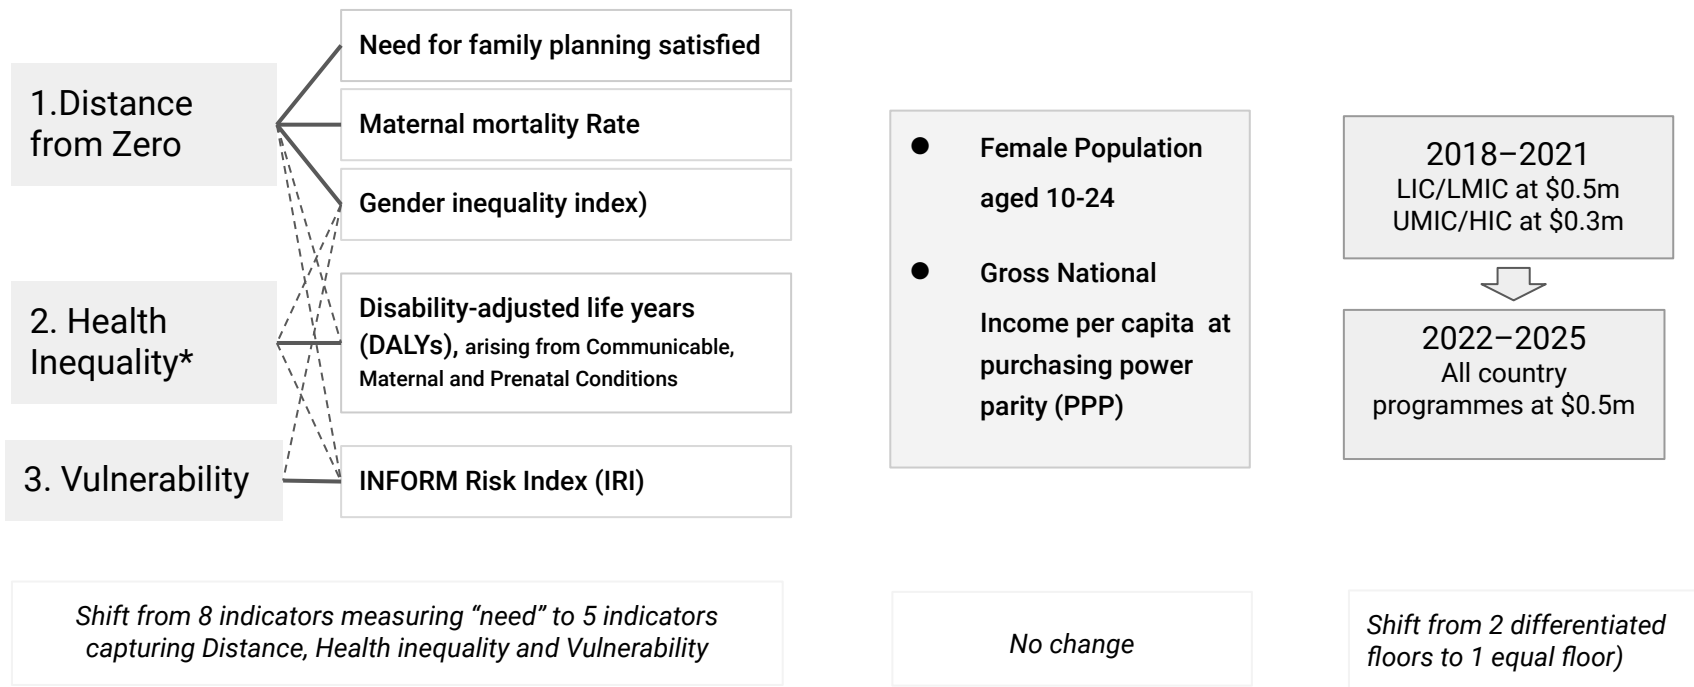 1.Distance
from Zero
Need for family planning satisfied
Maternal mortality Rate
Gender inequality index)
2. Health
Inequality*
Disability-adjusted life years
(DALYs), arising from Communicable,
Maternal and Prenatal Conditions
3. Vulnerability
INFORM Risk Index (IRI)
Shift from 8 indicators measuring “need” to 5 indicators
capturing Distance, Health inequality and Vulnerability
● Female Population
aged 10-24
● Gross National
Income per capita at
purchasing power
parity (PPP)
No change
2018–2021
LIC/LMIC at $0.5m
UMIC/HIC at $0.3m
2022–2025
All country
programmes at $0.5m
Shift from 2 differentiated
floors to 1 equal floor)